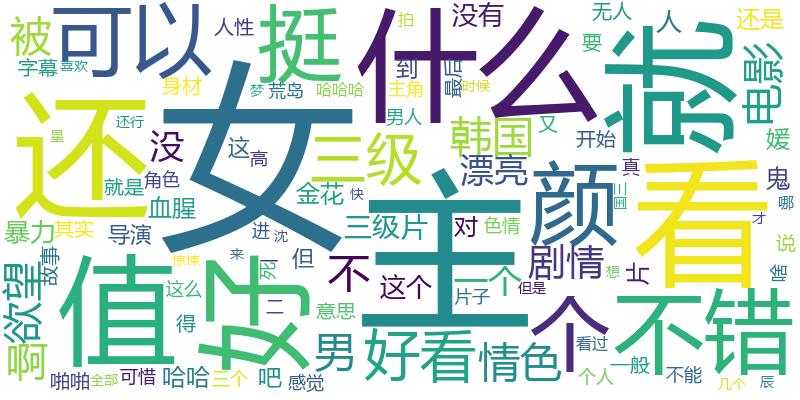 被
可以
挺
什么
没有
无人
还是
人
拍
人性
字幕
喜欢
身材
梦
荒岛
哈哈哈
主角
到
最后
时候
要
就
电影
还
女
星
还行
没
这
高
男人
三级
韩国
又
开始
漂亮
颜
真
国三
看
媛
鬼
哪
才
就是
角色
血腥
金花
快
三级片
对
色情
暴力
其实
导演
进
沈
主
剧情
片
说
欲望
故事
值
惊悚
来
好
死
但
不
这个
一个
想
啥
这么
二
片子
但是
个
不错
啊
得
意思
男
好看
情色
看过
啪啪
全部
可惜
哈哈
三个
吧
感觉
个人
一般
不能
几个
辰